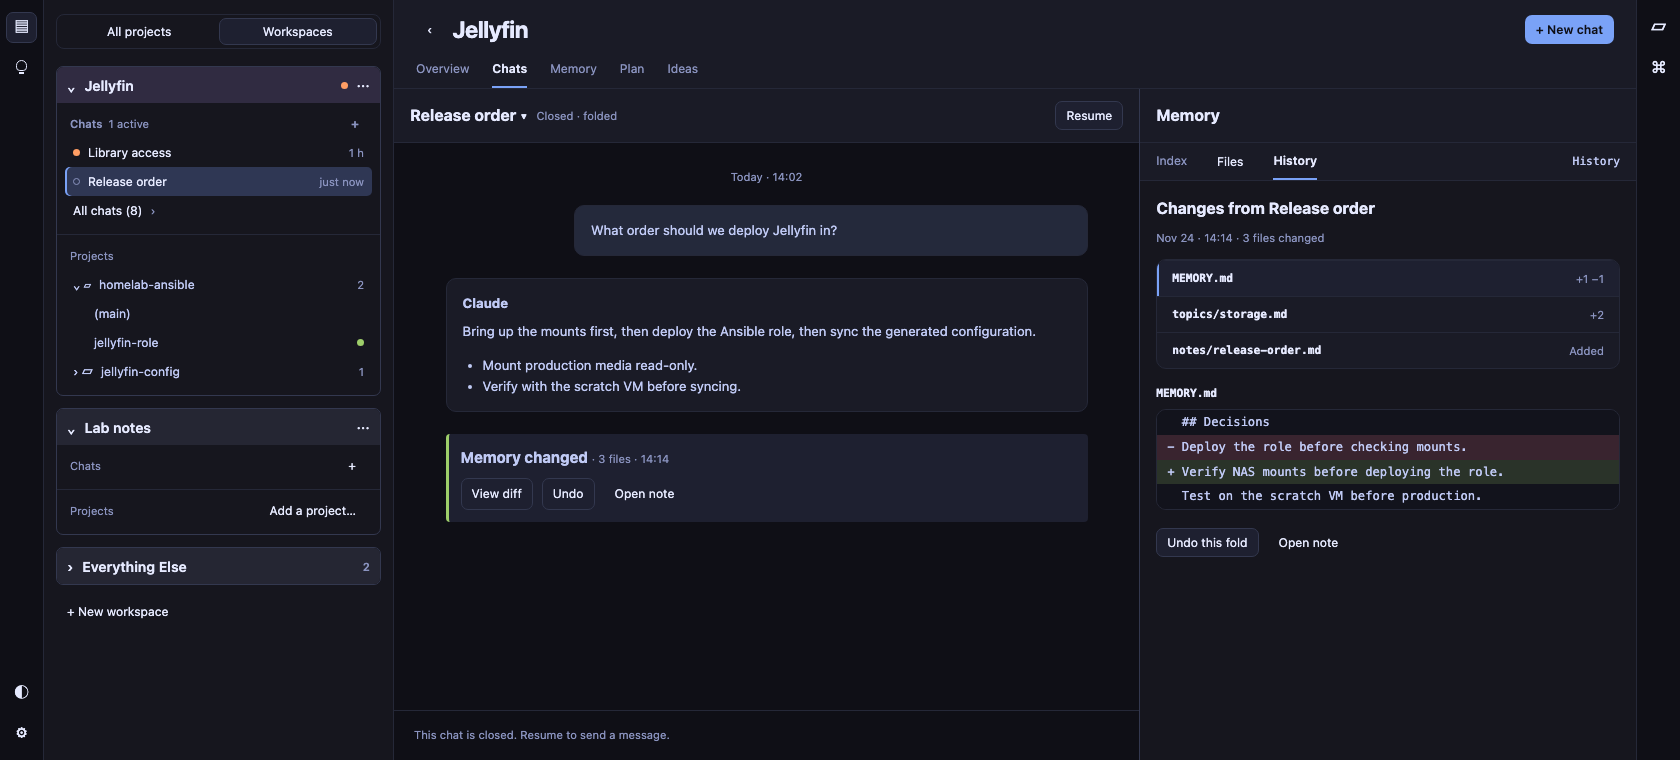 All projects
Workspaces
Jellyfin
Chats 1 active
Library access 1 h
Release order just now
All chats (8)
Projects
homelab-ansible 2
(main)
jellyfin-role
jellyfin-config 1
Lab notes
Chats
Projects Add a project...
Everything Else 2
+ New workspace
Jellyfin
+ New chat
Overview Chats Memory Plan Ideas
Release order Closed · folded
Resume
Today · 14:02
What order should we deploy Jellyfin in?
Claude
Bring up the mounts first, then deploy the Ansible role, then sync the generated configuration.
• Mount production media read-only.
• Verify with the scratch VM before syncing.
Memory changed · 3 files · 14:14
View diff Undo Open note
This chat is closed. Resume to send a message.
Memory
Index Files History History
Changes from Release order
Nov 24 · 14:14 · 3 files changed
MEMORY.md +1 −1
topics/storage.md +2
notes/release-order.md Added
MEMORY.md
## Decisions
− Deploy the role before checking mounts.
+ Verify NAS mounts before deploying the role.
Test on the scratch VM before production.
Undo this fold Open note